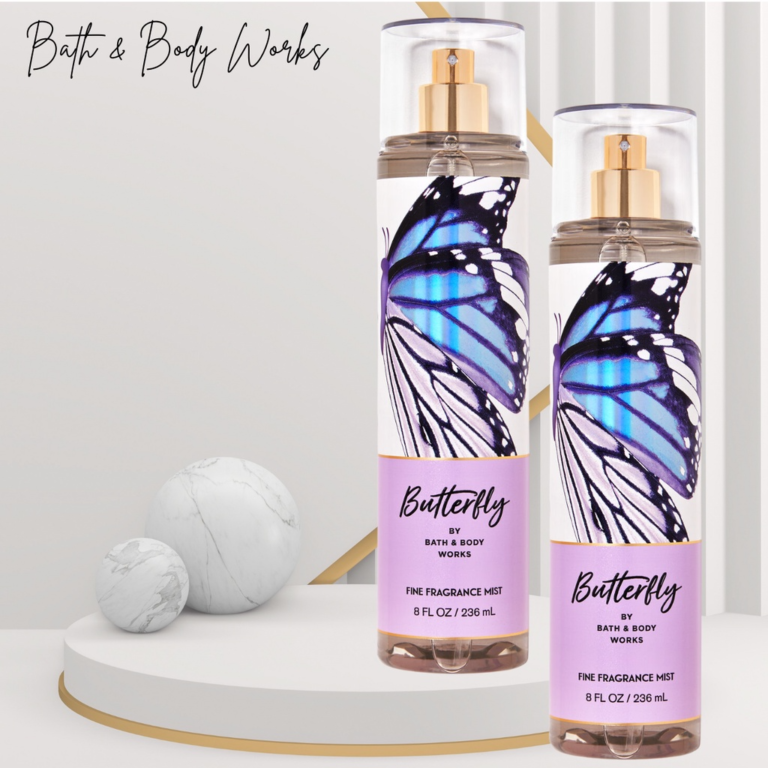 Bath & Body Works
Butterfly
BY
BATH & BODY
WORKS
FINE FRAGRANCE MIST
8 FL OZ / 236 mL
Butterfly
BY
BATH & BODY
WORKS
FINE FRAGRANCE MIST
8 FL OZ / 236 mL